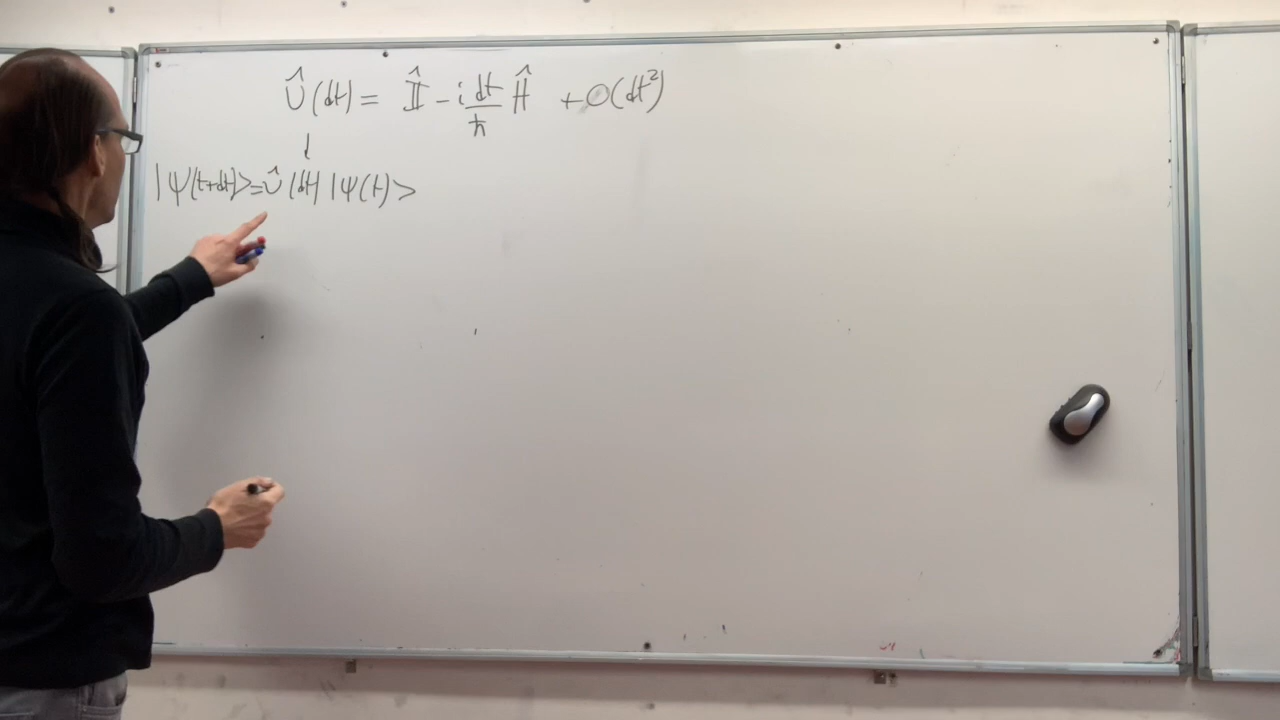 Û(dt) = 𝕀̂ - i dt/ħ Ĥ + O(dt²)
|ψ(t+dt)> = Û(dt) |ψ(t)>